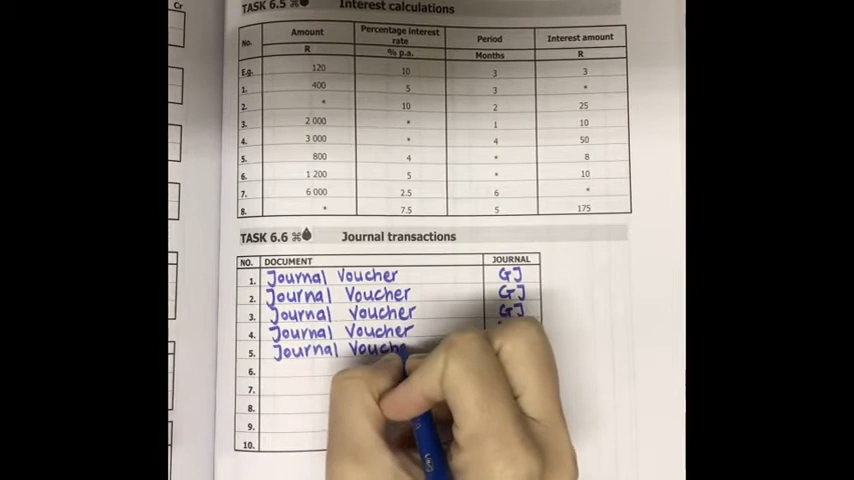 Cr
TASK 6.5 ⌘ Interest calculations
No. Amount Percentage interest rate Period Interest amount
R % p.a. Months R
E.g. 120 10 3 3
1. 400 5 3 *
2. * 10 2 25
3. 2 000 * 1 10
4. 3 000 * 4 50
5. 800 4 * 8
6. 1 200 5 * 10
7. 6 000 2.5 6 *
8. * 7.5 5 175
TASK 6.6 ⌘ Journal transactions
NO. DOCUMENT JOURNAL
1. Journal Voucher GJ
2. Journal Voucher GJ
3. Journal Voucher GJ
4. Journal Voucher
5. Journal Vouche
6.
7.
8.
9.
10.